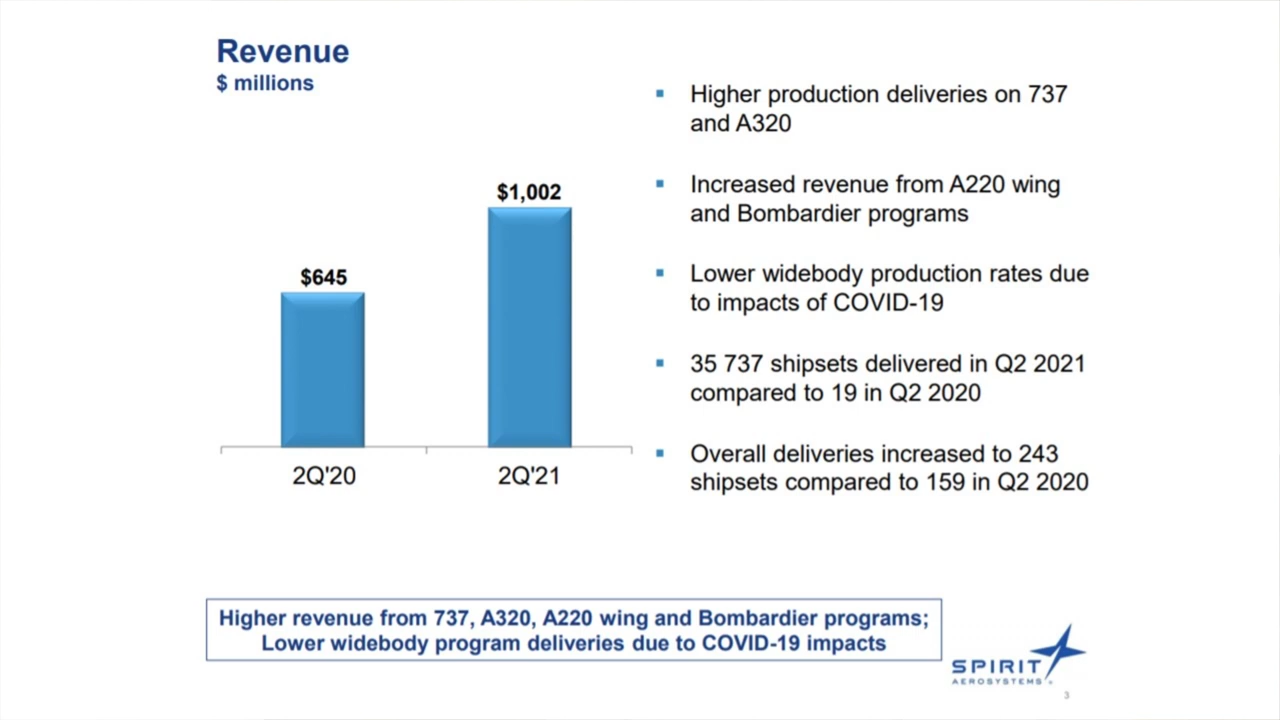 Revenue
$ millions
$645
$1,002
2Q'20
2Q'21
▪ Higher production deliveries on 737
and A320
▪ Increased revenue from A220 wing
and Bombardier programs
▪ Lower widebody production rates due
to impacts of COVID-19
▪ 35 737 shipsets delivered in Q2 2021
compared to 19 in Q2 2020
▪ Overall deliveries increased to 243
shipsets compared to 159 in Q2 2020
Higher revenue from 737, A320, A220 wing and Bombardier programs;
Lower widebody program deliveries due to COVID-19 impacts
SPIRIT
AEROSYSTEMS®
3